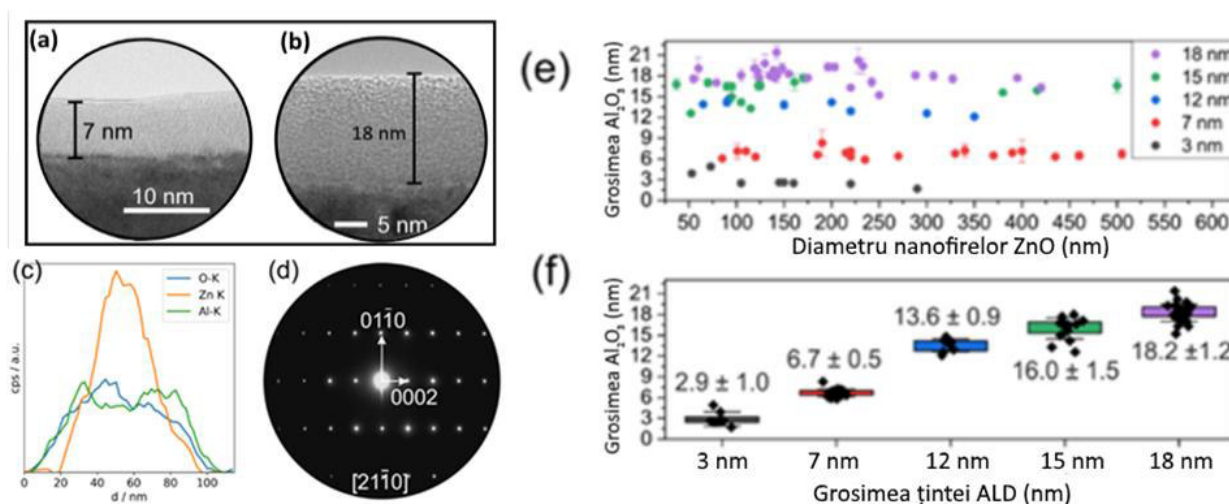 (a)
7 nm
10 nm
(b)
18 nm
5 nm
(c)
O-K
Zn K
Al-K
cps / a.u.
0 20 40 60 80 100
d / nm
(d)
011̄0
0002
[21̄1̄0]
(e)
Grosimea Al₂O₃ (nm)
21
18
15
12
9
6
3
0
18 nm
15 nm
12 nm
7 nm
3 nm
50 100 150 200 250 300 350 400 450 500 550 600
Diametru nanofirelor ZnO (nm)
(f)
Grosimea Al₂O₃ (nm)
21
18
15
12
9
6
3
0
2.9 ± 1.0
6.7 ± 0.5
13.6 ± 0.9
16.0 ± 1.5
18.2 ±1.2
3 nm 7 nm 12 nm 15 nm 18 nm
Grosimea țintei ALD (nm)